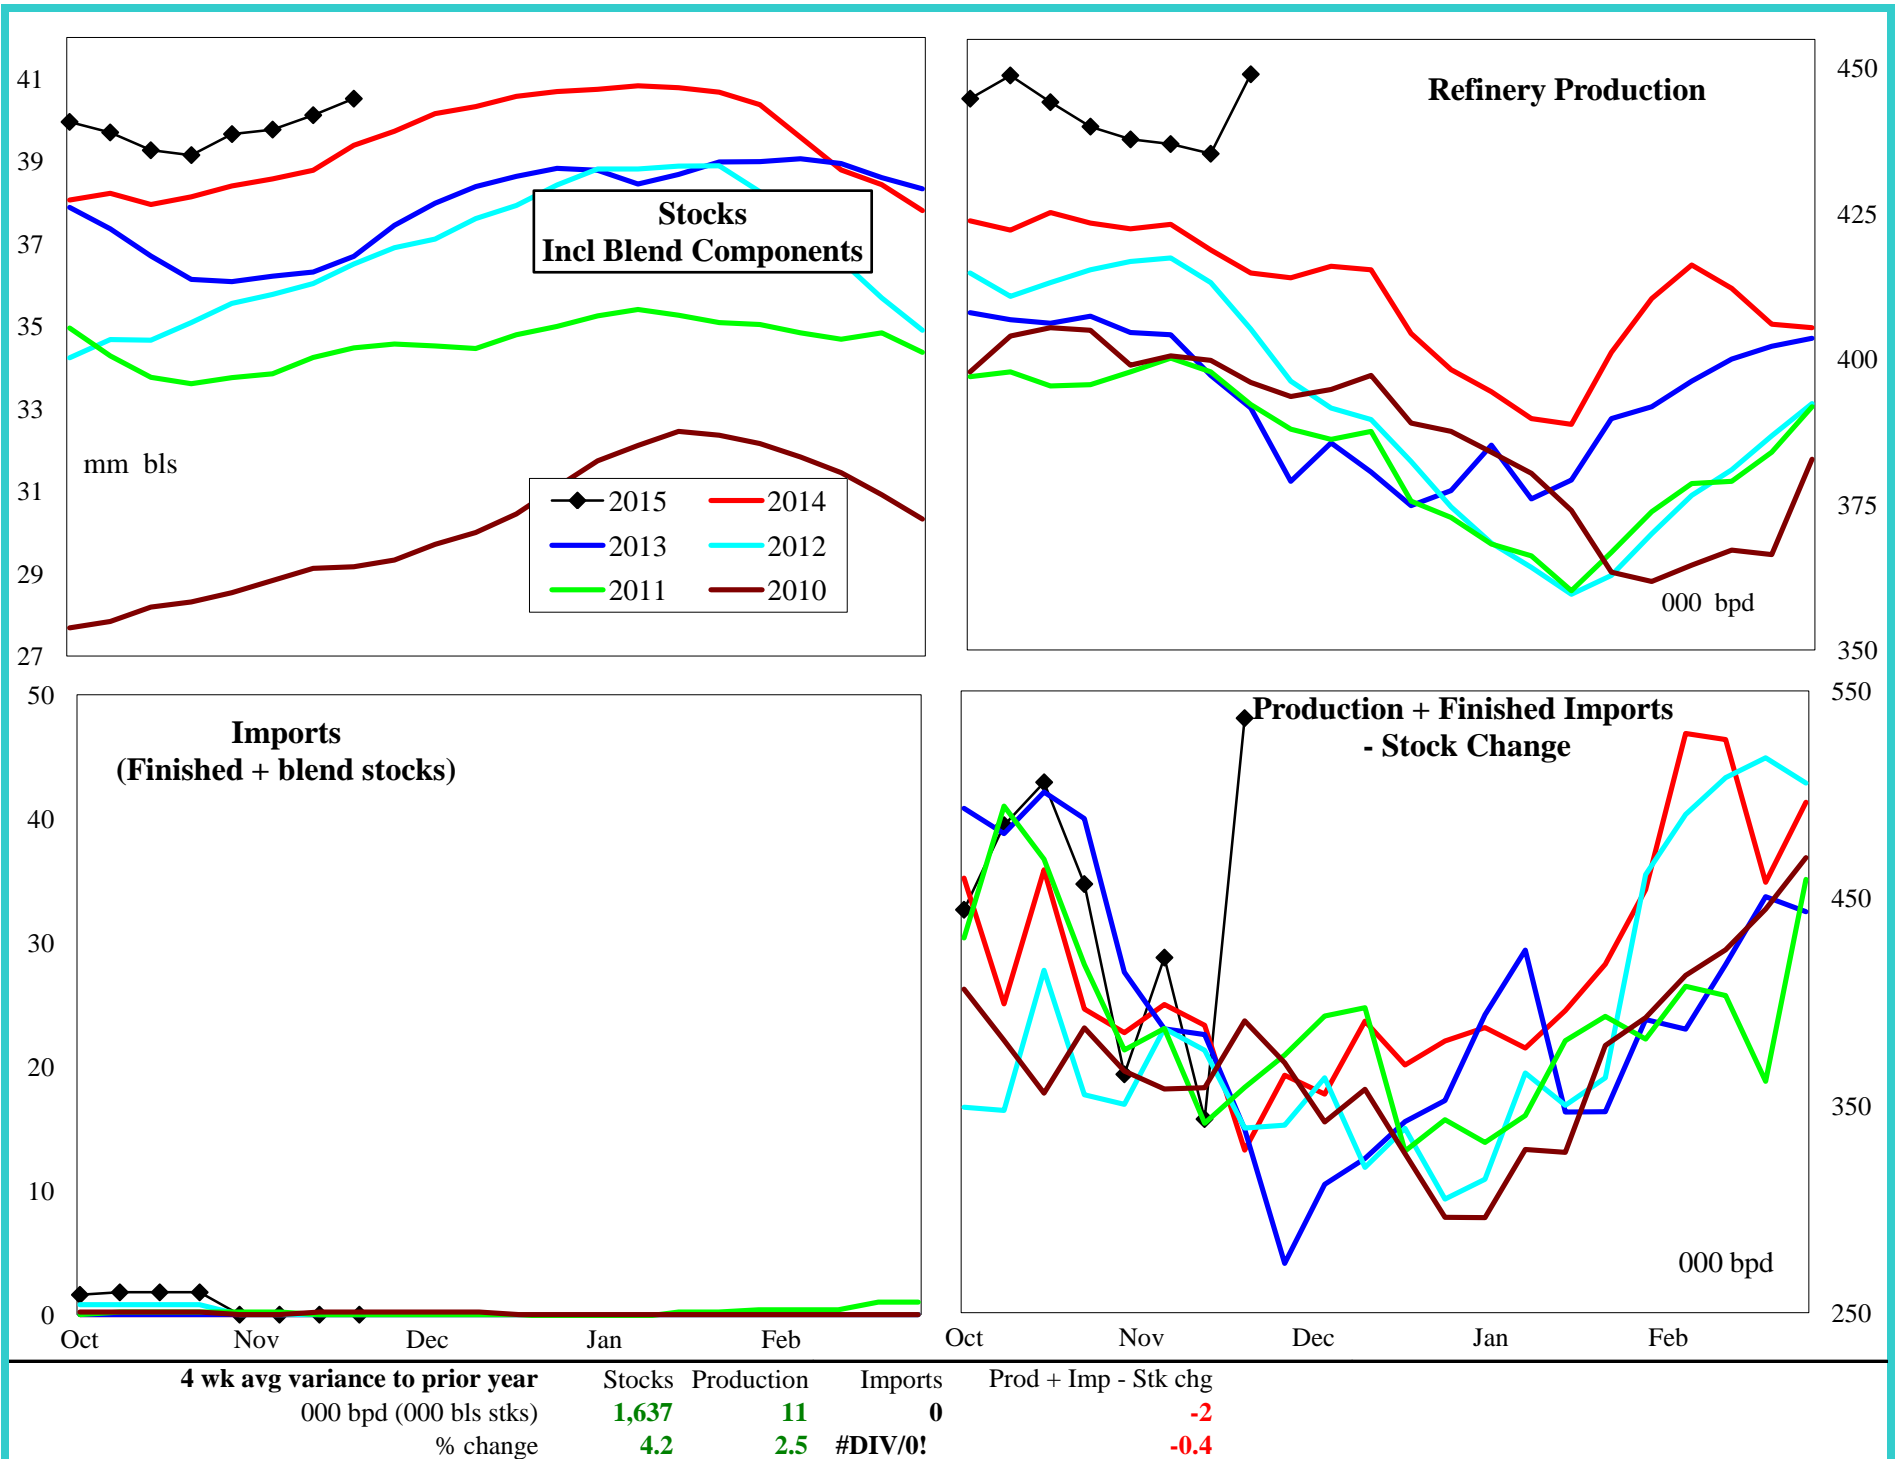 41
39
37
35
33
31
29
27
Stocks
Incl Blend Components
mm bls
2015 2014
2013 2012
2011 2010
Refinery Production
000 bpd
450
425
400
375
350
50
40
30
20
10
0
Imports
(Finished + blend stocks)
Oct Nov Dec Jan Feb
Production + Finished Imports
- Stock Change
000 bpd
550
450
350
250
Oct Nov Dec Jan Feb
4 wk avg variance to prior year Stocks Production Imports Prod + Imp - Stk chg
000 bpd (000 bls stks) 1,637 11 0 -2
% change 4.2 2.5 #DIV/0! -0.4